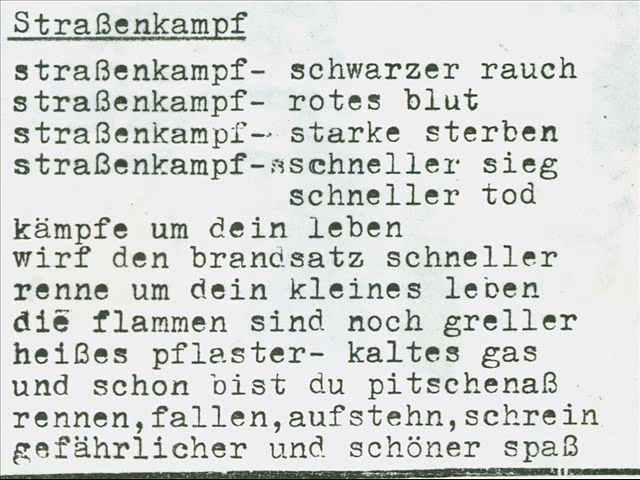 Straßenkampf
straßenkampf- schwarzer rauch
straßenkampf- rotes blut
straßenkampf- starke sterben
straßenkampf-sschneller sieg
schneller tod
kämpfe um dein leben
wirf den brandsatz schneller
renne um dein kleines leben
die flammen sind noch greller
heißes pflaster- kaltes gas
und schon bist du pitschenaß
rennen,fallen,aufstehn,schrein
gefährlicher und schöner spaß